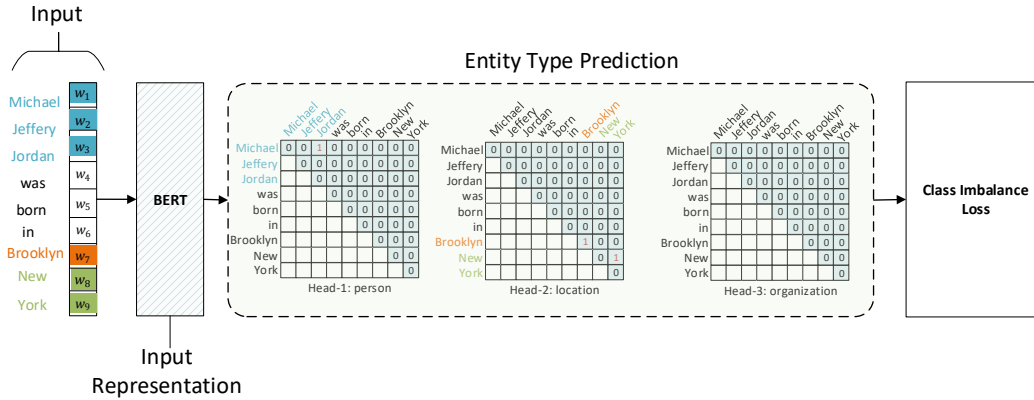 Input
Michael w₁
Jeffery w₂
Jordan w₃
was w₄
born w₅
in w₆
Brooklyn w₇
New w₈
York w₉
BERT
Input
Representation
Entity Type Prediction
Michael Jeffery Jordan was born in Brooklyn New York
Michael 0 0 1 0 0 0 0 0 0
Jeffery 0 0 0 0 0 0 0 0
Jordan 0 0 0 0 0 0 0
was 0 0 0 0 0 0
born 0 0 0 0 0
in 0 0 0 0
Brooklyn 0 0 0
New 0 0
York 0
Head-1: person
Michael Jeffery Jordan was born in Brooklyn New York
Michael 0 0 0 0 0 0 0 0 0
Jeffery 0 0 0 0 0 0 0 0
Jordan 0 0 0 0 0 0 0
was 0 0 0 0 0 0
born 0 0 0 0 0
in 0 0 0 0
Brooklyn 1 0 0
New 0 1
York 0
Head-2: location
Michael Jeffery Jordan was born in Brooklyn New York
Michael 0 0 0 0 0 0 0 0 0
Jeffery 0 0 0 0 0 0 0 0
Jordan 0 0 0 0 0 0 0
was 0 0 0 0 0 0
born 0 0 0 0 0
in 0 0 0 0
Brooklyn 0 0 0
New 0 0
York 0
Head-3: organization
Class Imbalance
Loss